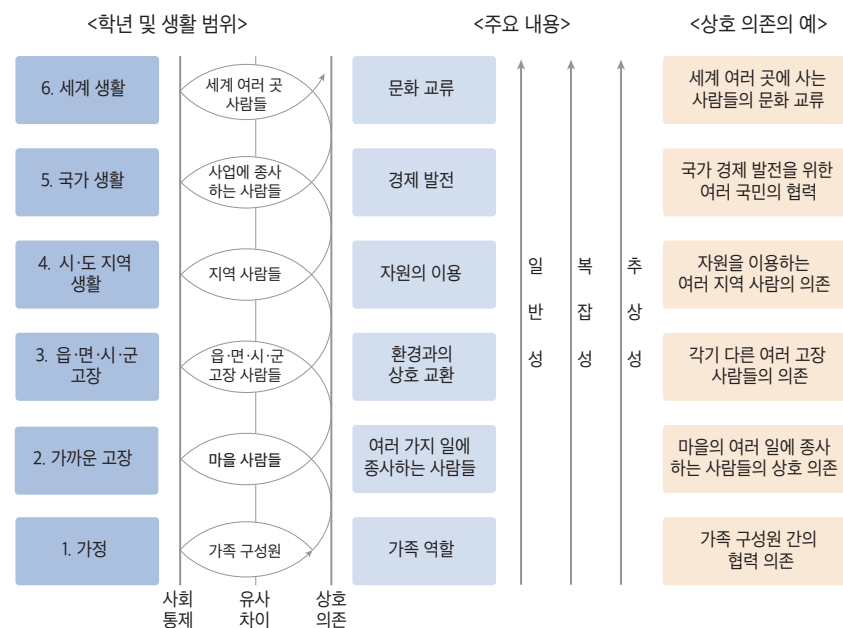 <학년 및 생활 범위>
<주요 내용>
<상호 의존의 예>
6. 세계 생활
세계 여러 곳
사람들
문화 교류
세계 여러 곳에 사는
사람들의 문화 교류
5. 국가 생활
사업에 종사
하는 사람들
경제 발전
국가 경제 발전을 위한
여러 국민의 협력
4. 시·도 지역
생활
지역 사람들
자원의 이용
자원을 이용하는
여러 지역 사람의 의존
3. 읍·면·시·군
고장
읍·면·시·군
고장 사람들
환경과의
상호 교환
각기 다른 여러 고장
사람들의 의존
2. 가까운 고장
마을 사람들
여러 가지 일에
종사하는 사람들
마을의 여러 일에 종사
하는 사람들의 상호 의존
1. 가정
가족 구성원
가족 역할
가족 구성원 간의
협력 의존
일반성
복잡성
추상성
사회
통제
유사
차이
상호
의존